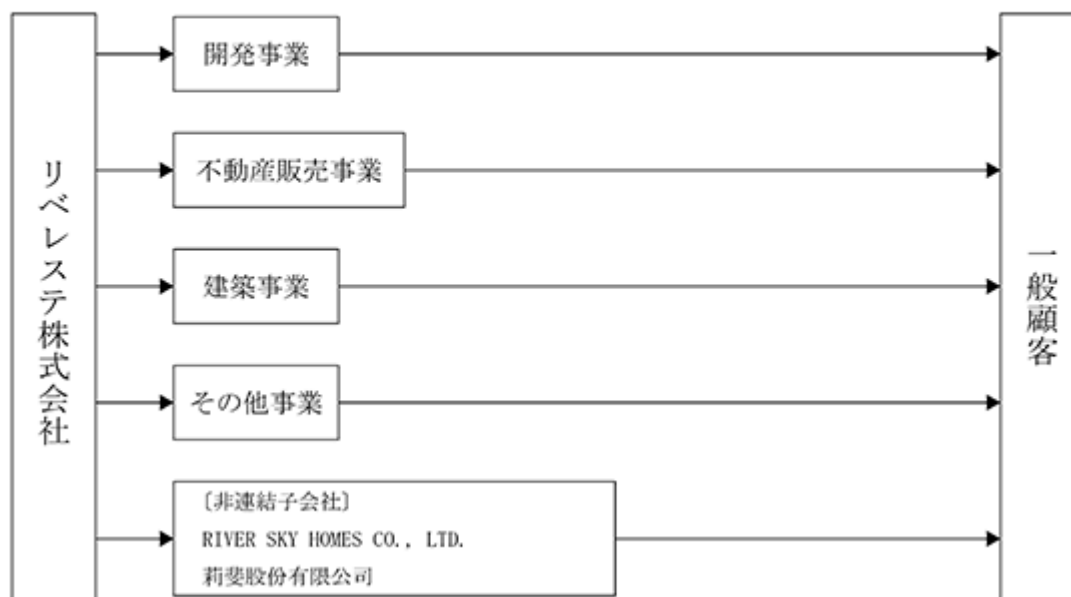 リベレステ株式会社
開発事業
不動産販売事業
建築事業
その他事業
〔非連結子会社〕
RIVER SKY HOMES CO., LTD.
莉斐股份有限公司
一般顧客